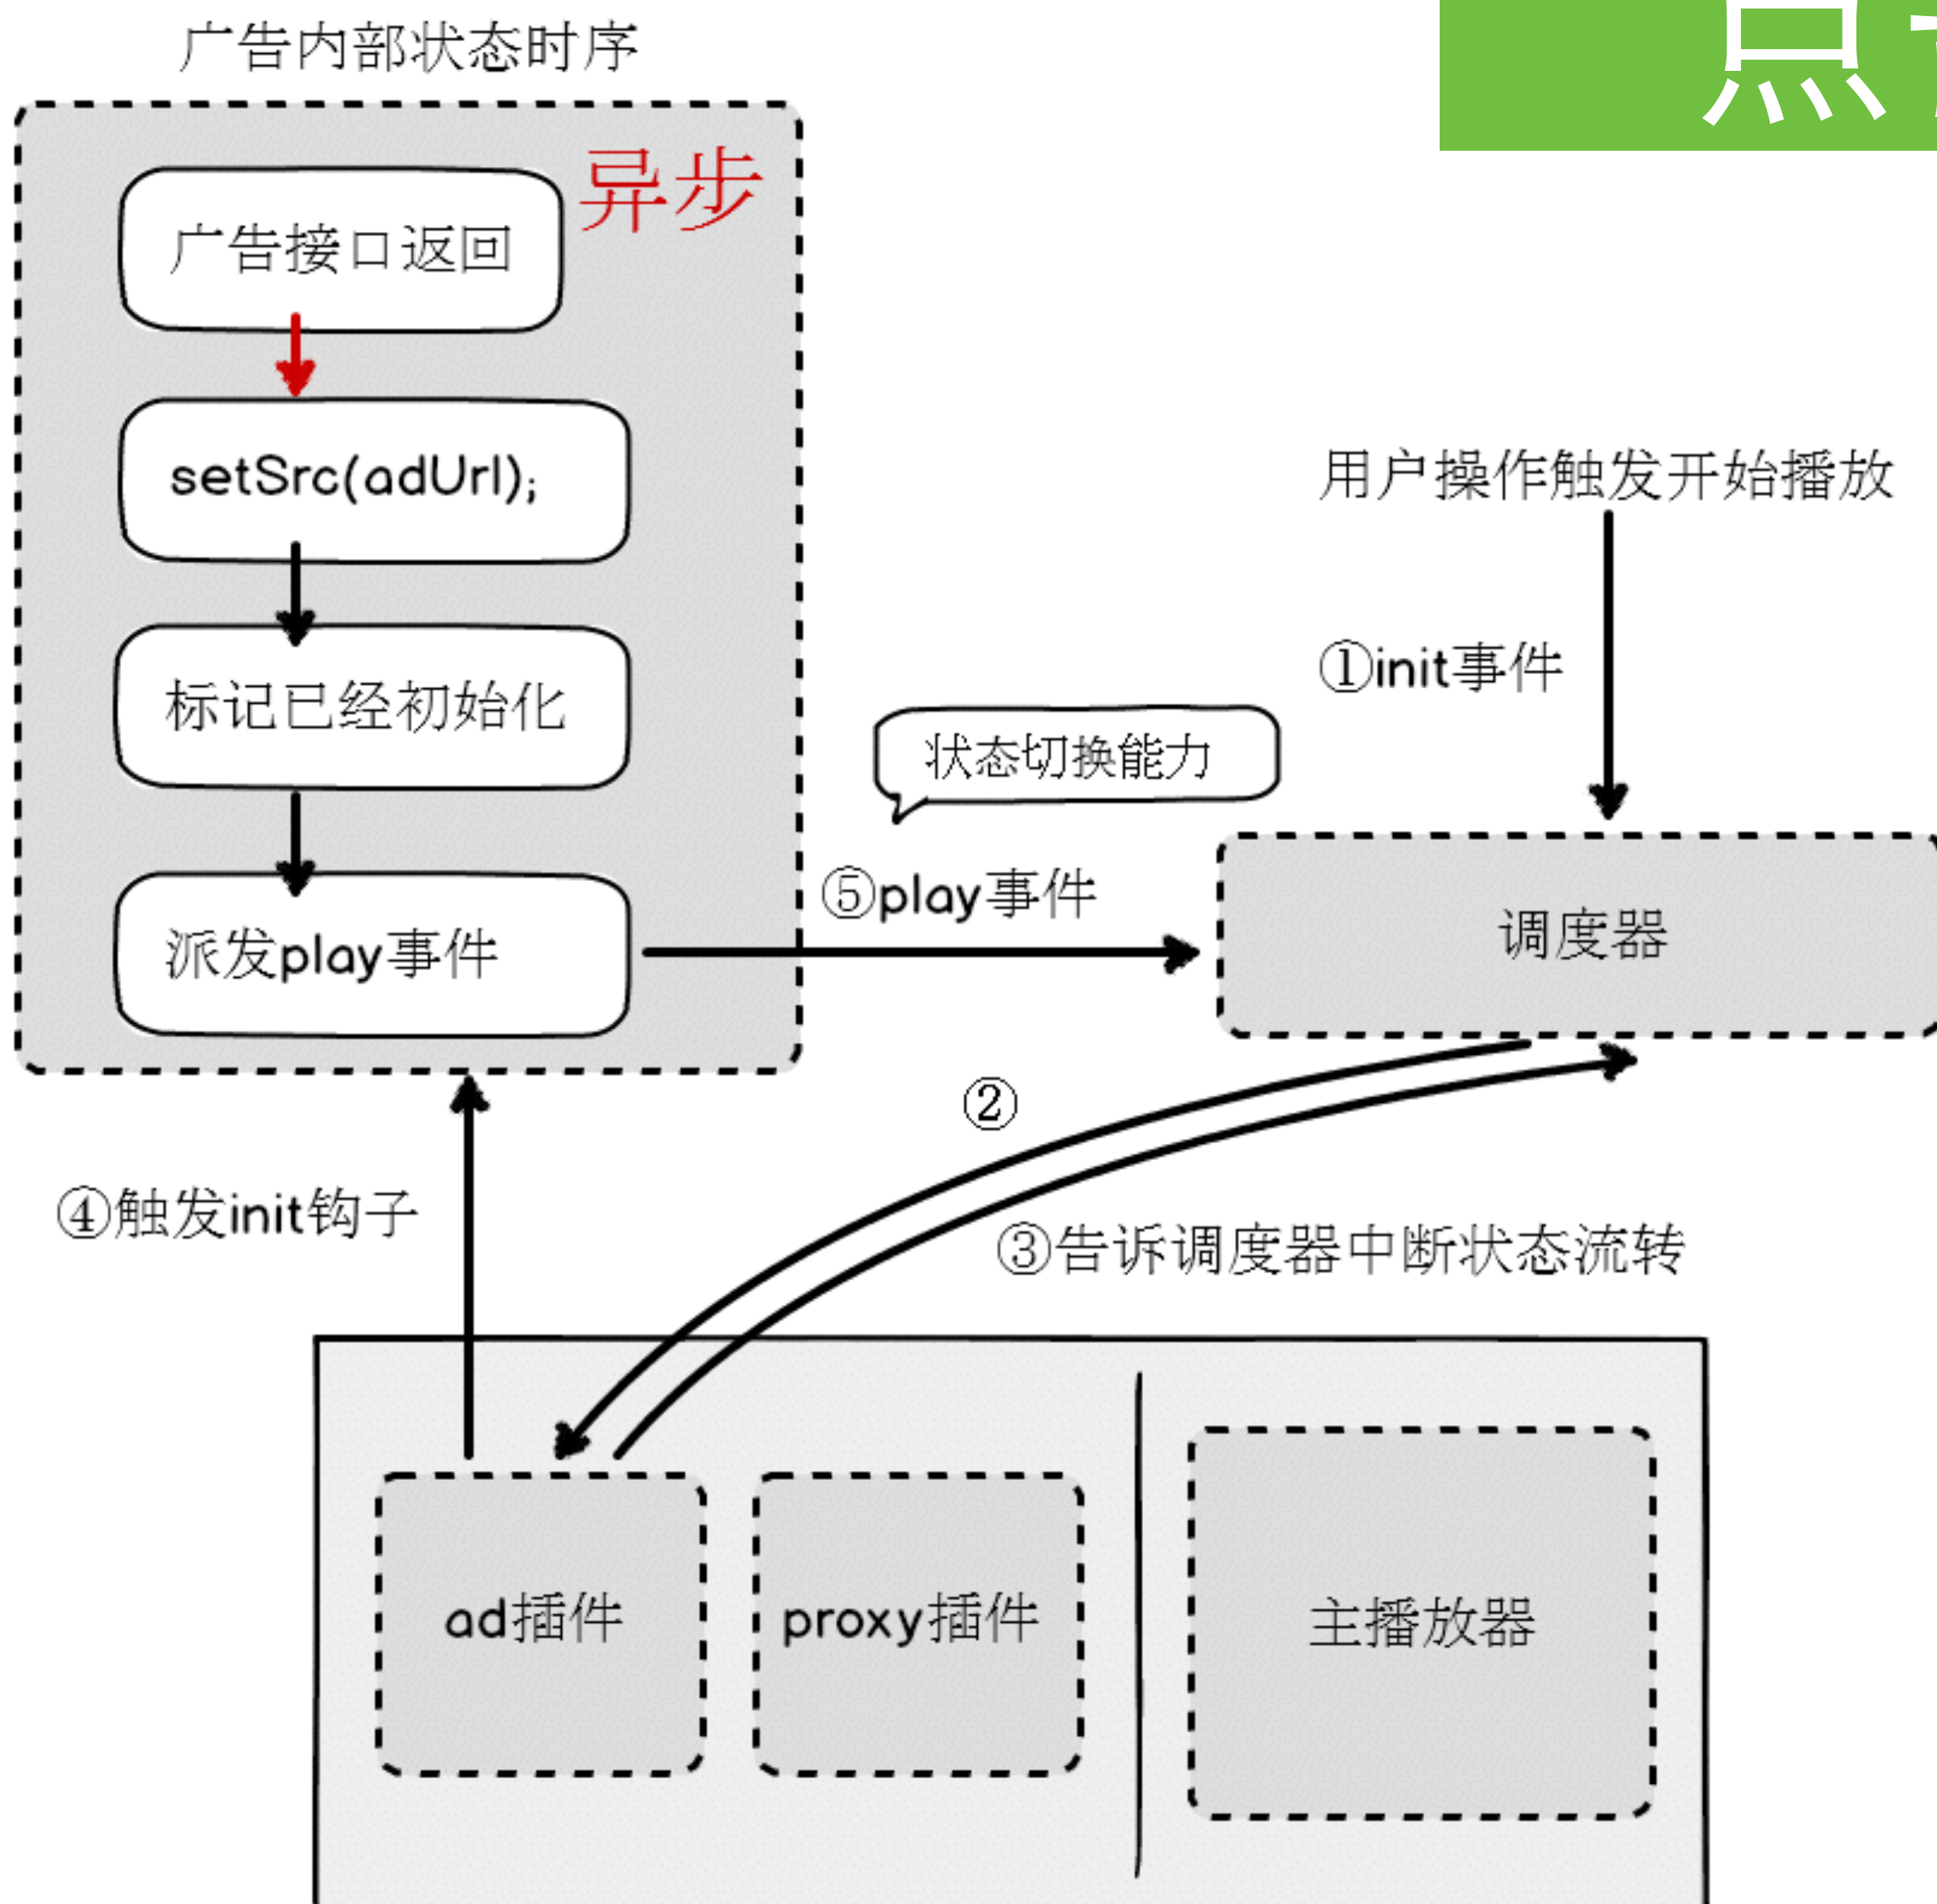 广告内部状态时序
点
异步
广告接口返回
setSrc(adUrl);
标记已经初始化
派发play事件
用户操作触发开始播放
①init事件
状态切换能力
⑤play事件
调度器
②
③告诉调度器中断状态流转
④触发init钩子
ad插件
proxy插件
主播放器